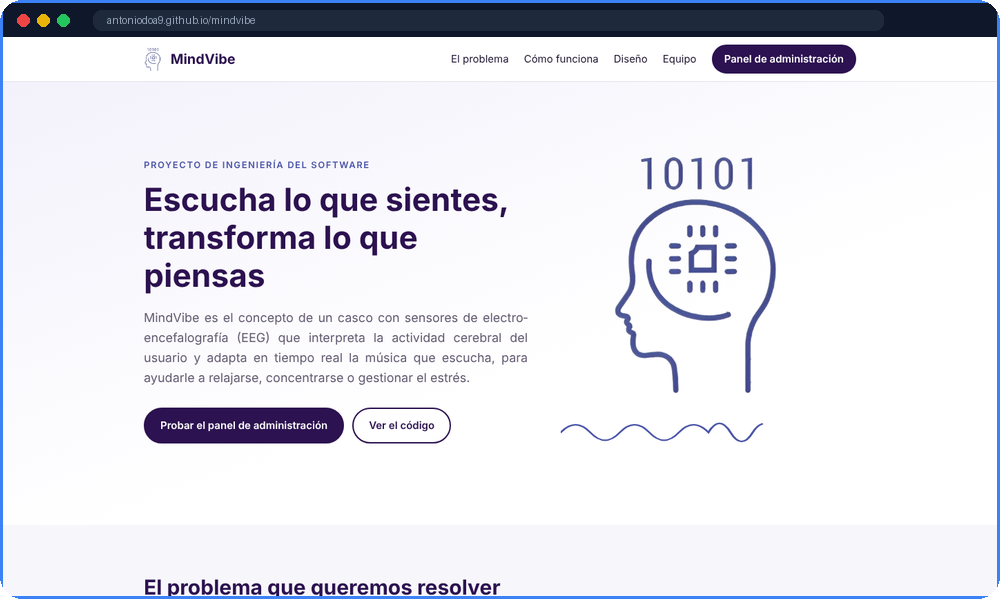 antoniodoa9.github.io/mindvibe
MindVibe
El problema
Cómo funciona
Diseño
Equipo
Panel de administración
PROYECTO DE INGENIERÍA DEL SOFTWARE
Escucha lo que sientes,
transforma lo que
piensas
MindVibe es el concepto de un casco con sensores de electro-
encefalografía (EEG) que interpreta la actividad cerebral del
usuario y adapta en tiempo real la música que escucha, para
ayudarle a relajarse, concentrarse o gestionar el estrés.
Probar el panel de administración
Ver el código
10101
El problema que queremos resolver